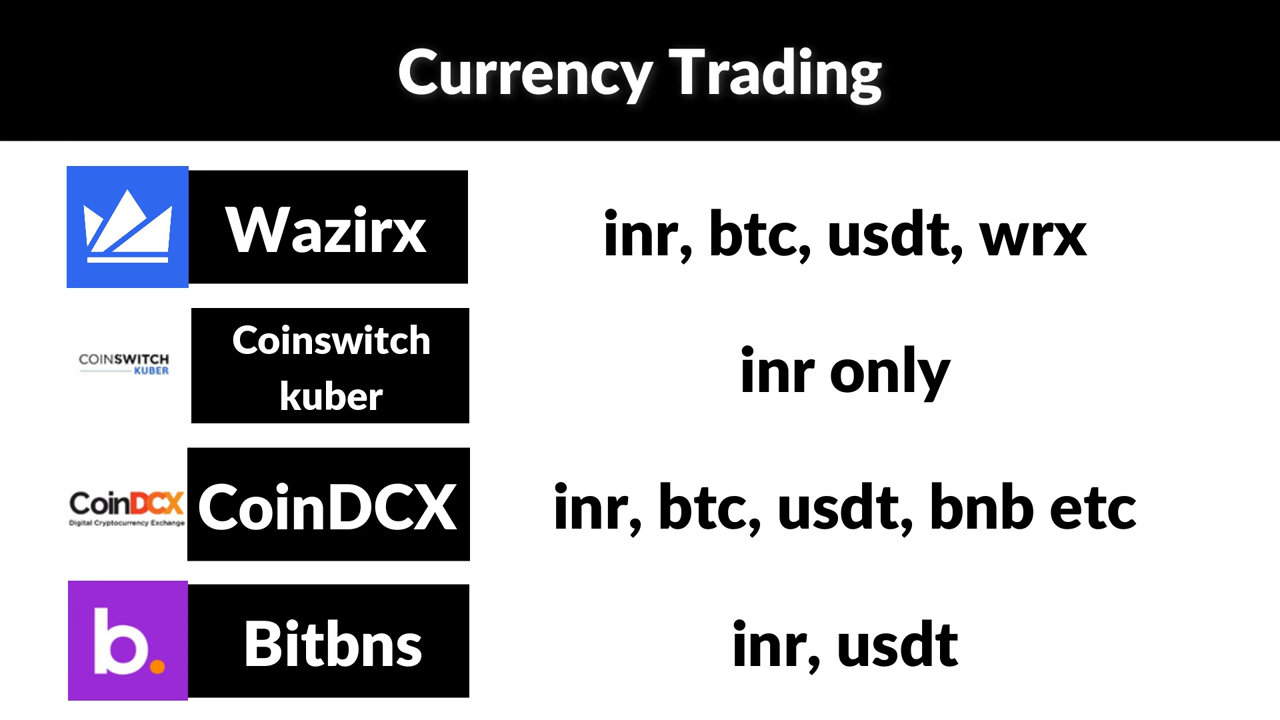 Currency Trading
Wazirx
inr, btc, usdt, wrx
COINSWITCH
KUBER
Coinswitch
kuber
inr only
CoinDCX
Digital Cryptocurrency Exchange
CoinDCX
inr, btc, usdt, bnb etc
b.
Bitbns
inr, usdt